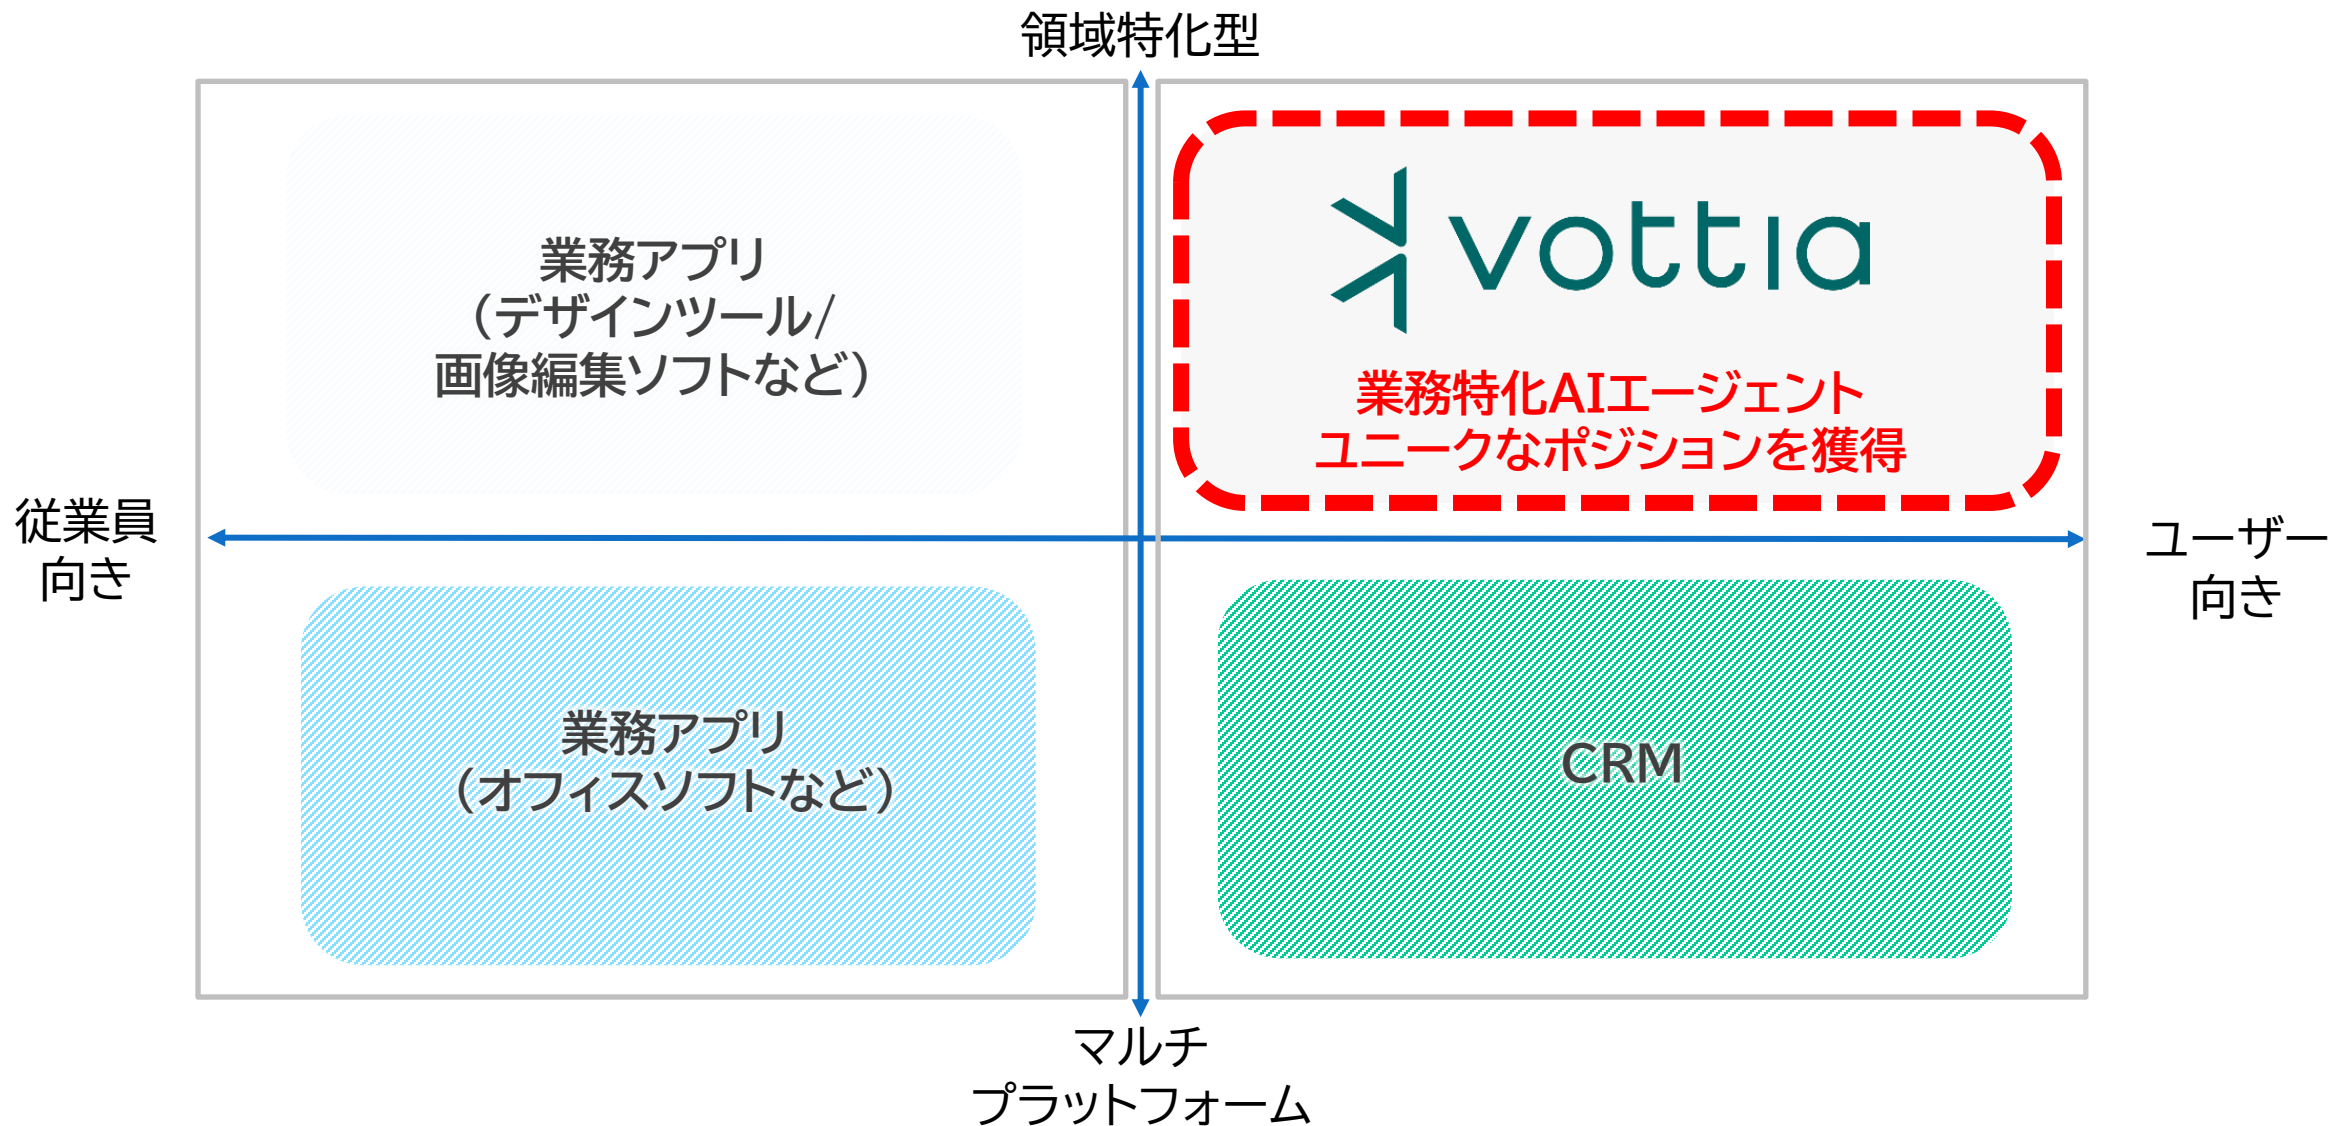 領域特化型
業務アプリ
（デザインツール/
画像編集ソフトなど）
vottia
業務特化AIエージェント
ユニークなポジションを獲得
従業員
向き
ユーザー
向き
業務アプリ
（オフィスソフトなど）
CRM
マルチ
プラットフォーム